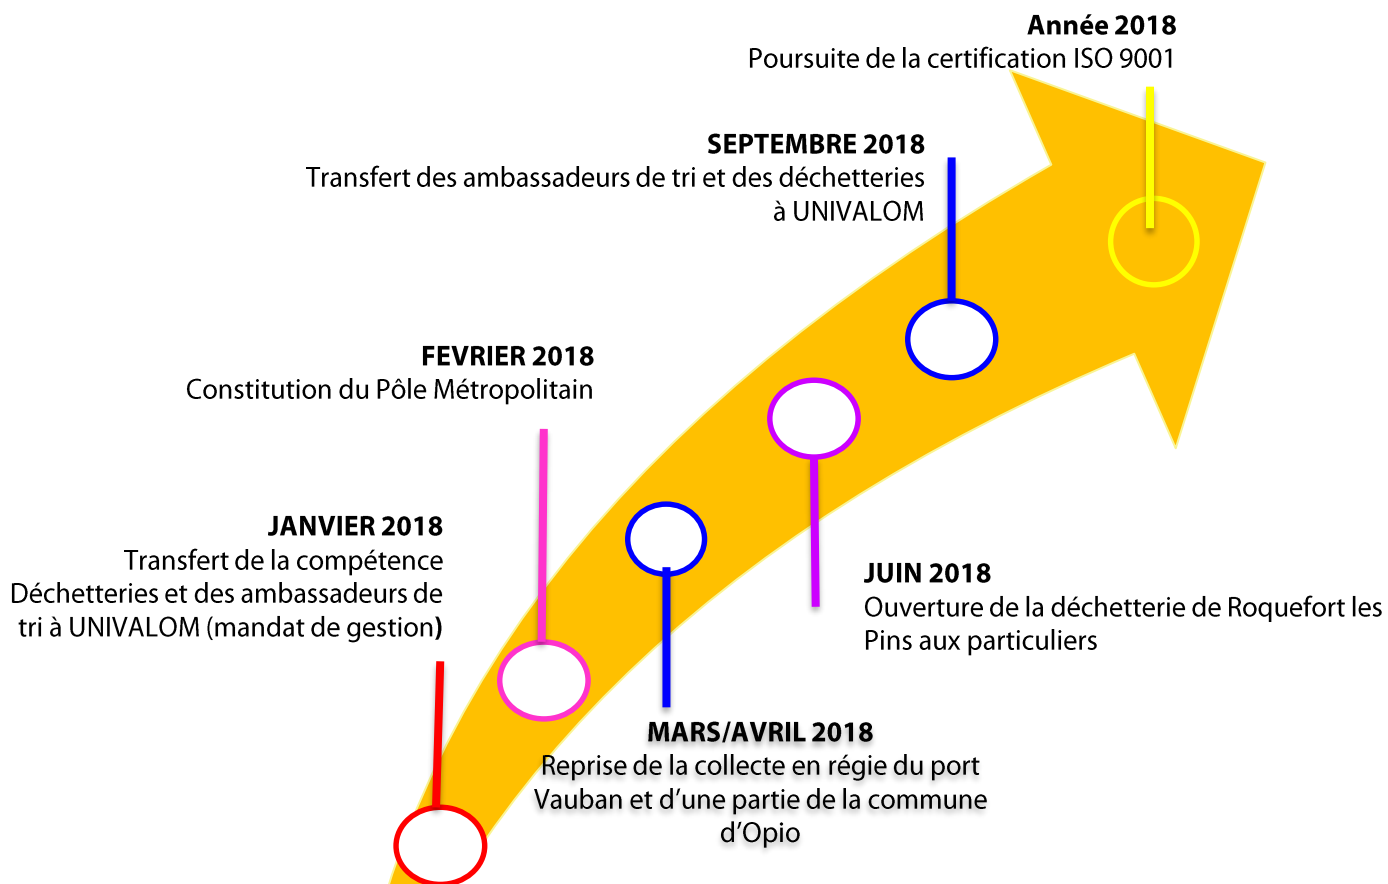 Année 2018
Poursuite de la certification ISO 9001
SEPTEMBRE 2018
Transfert des ambassadeurs de tri et des déchetteries
à UNIVALOM
FEVRIER 2018
Constitution du Pôle Métropolitain
JANVIER 2018
Transfert de la compétence
Déchetteries et des ambassadeurs de
tri à UNIVALOM (mandat de gestion)
JUIN 2018
Ouverture de la déchetterie de Roquefort les
Pins aux particuliers
MARS/AVRIL 2018
Reprise de la collecte en régie du port
Vauban et d’une partie de la commune
d’Opio